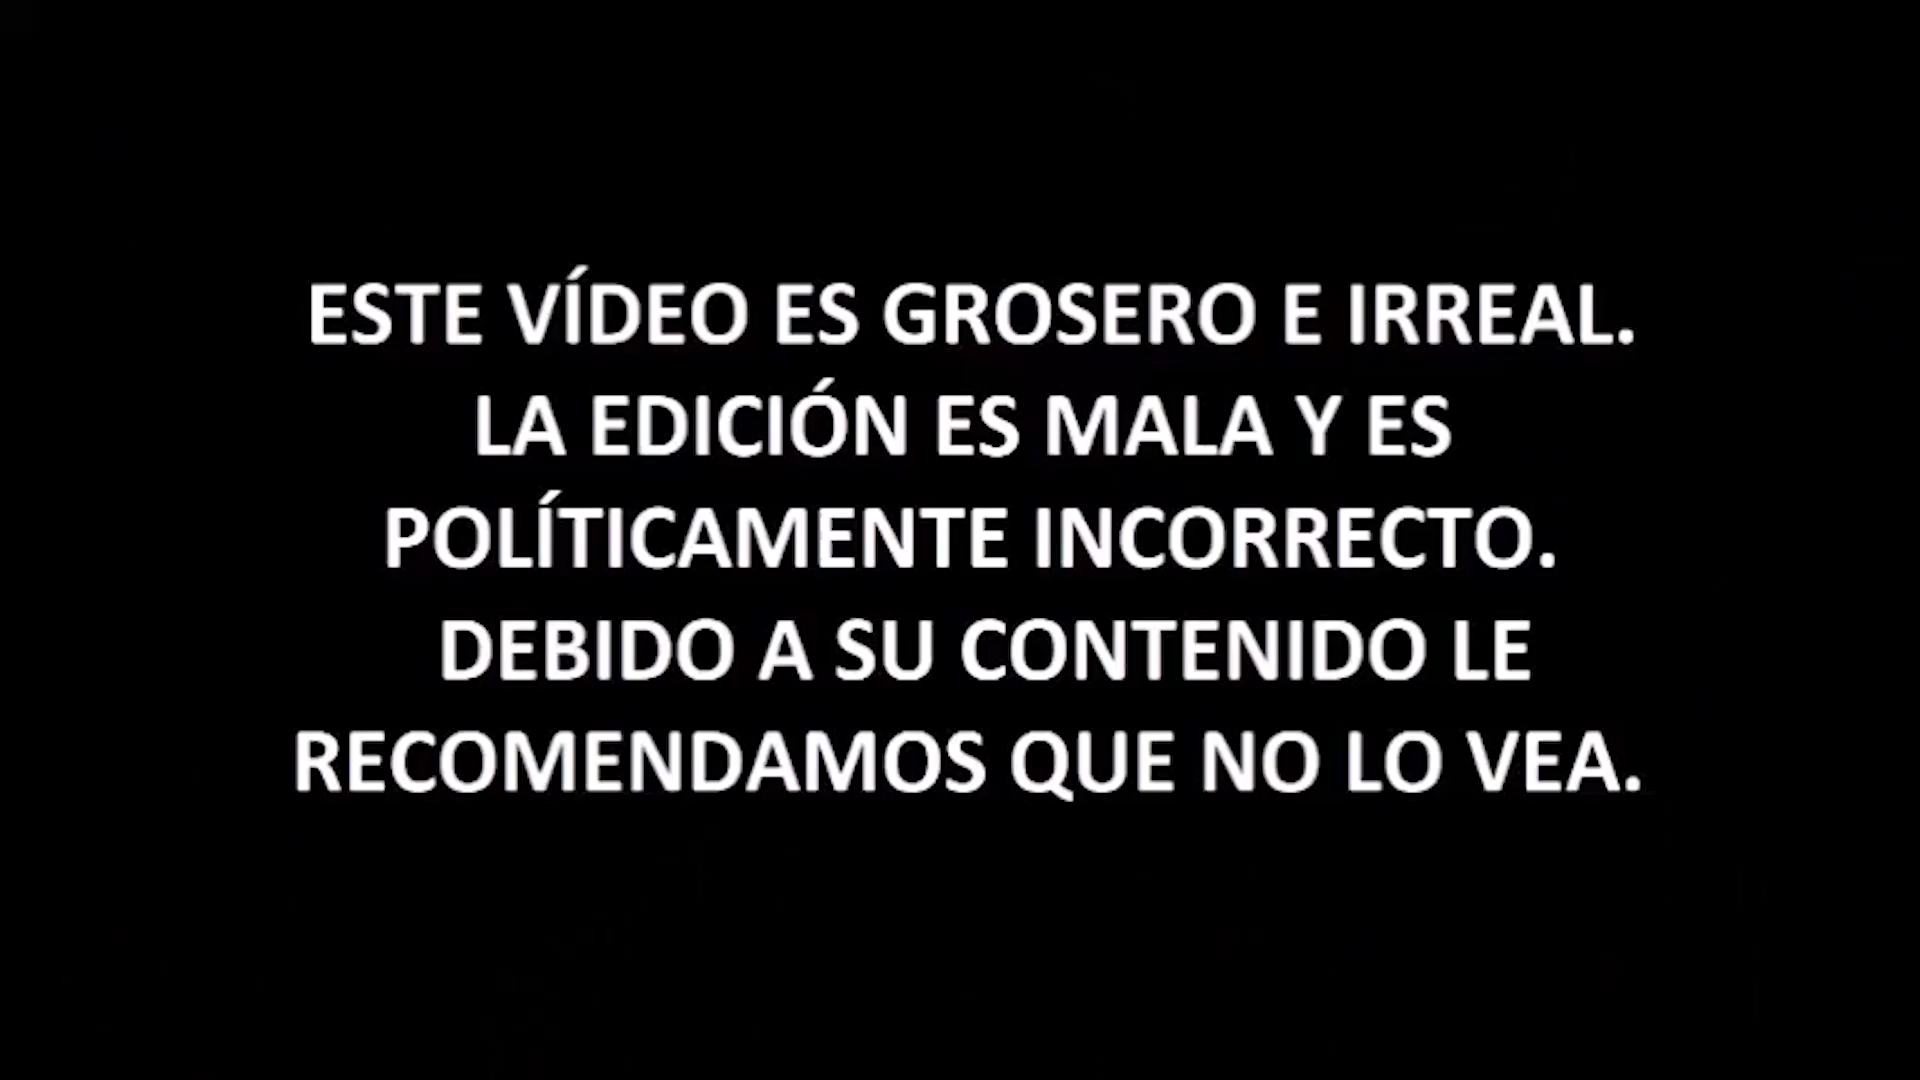 ESTE VÍDEO ES GROSERO E IRREAL.
LA EDICIÓN ES MALA Y ES
POLÍTICAMENTE INCORRECTO.
DEBIDO A SU CONTENIDO LE
RECOMENDAMOS QUE NO LO VEA.